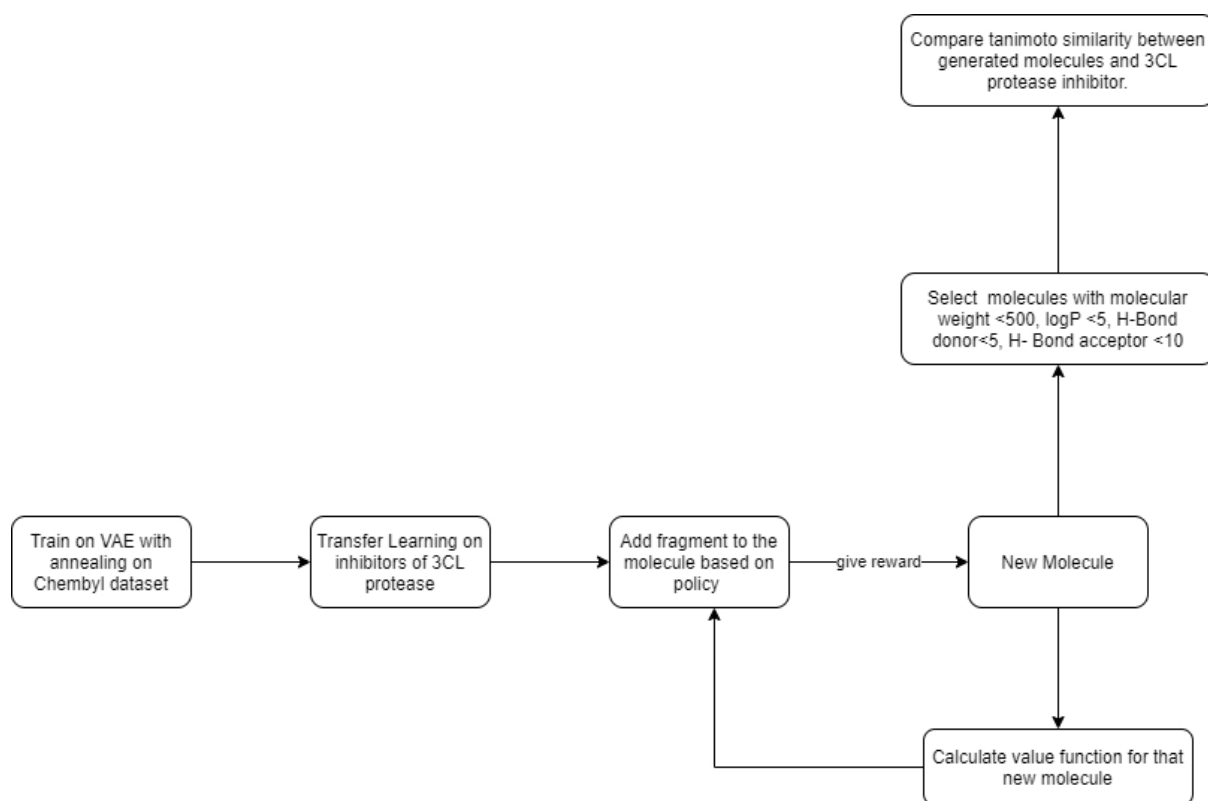 Compare tanimoto similarity between
generated molecules and 3CL
protease inhibitor.
Select molecules with molecular
weight <500, logP <5, H-Bond
donor<5, H- Bond acceptor <10
Train on VAE with
annealing on
Chembyl dataset
Transfer Learning on
inhibitors of 3CL
protease
Add fragment to the
molecule based on
policy
give reward
New Molecule
Calculate value function for that
new molecule